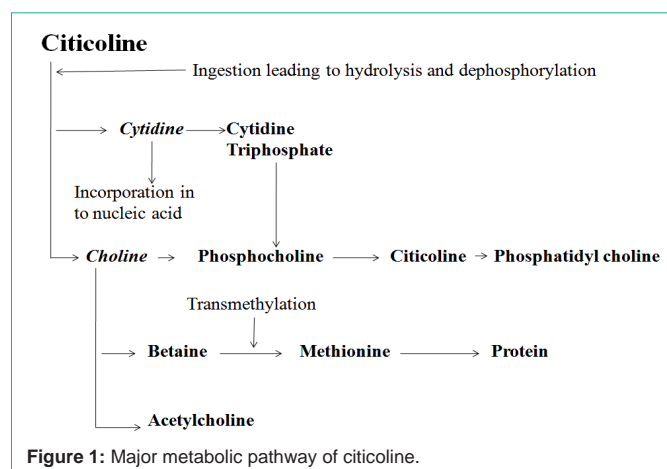 Citicoline
Ingestion leading to hydrolysis and dephosphorylation
Cytidine Cytidine
Triphosphate
Incorporation in
to nucleic acid
Choline Phosphocholine Citicoline Phosphatidyl choline
Transmethylation
Betaine Methionine Protein
Acetylcholine
Figure 1: Major metabolic pathway of citicoline.